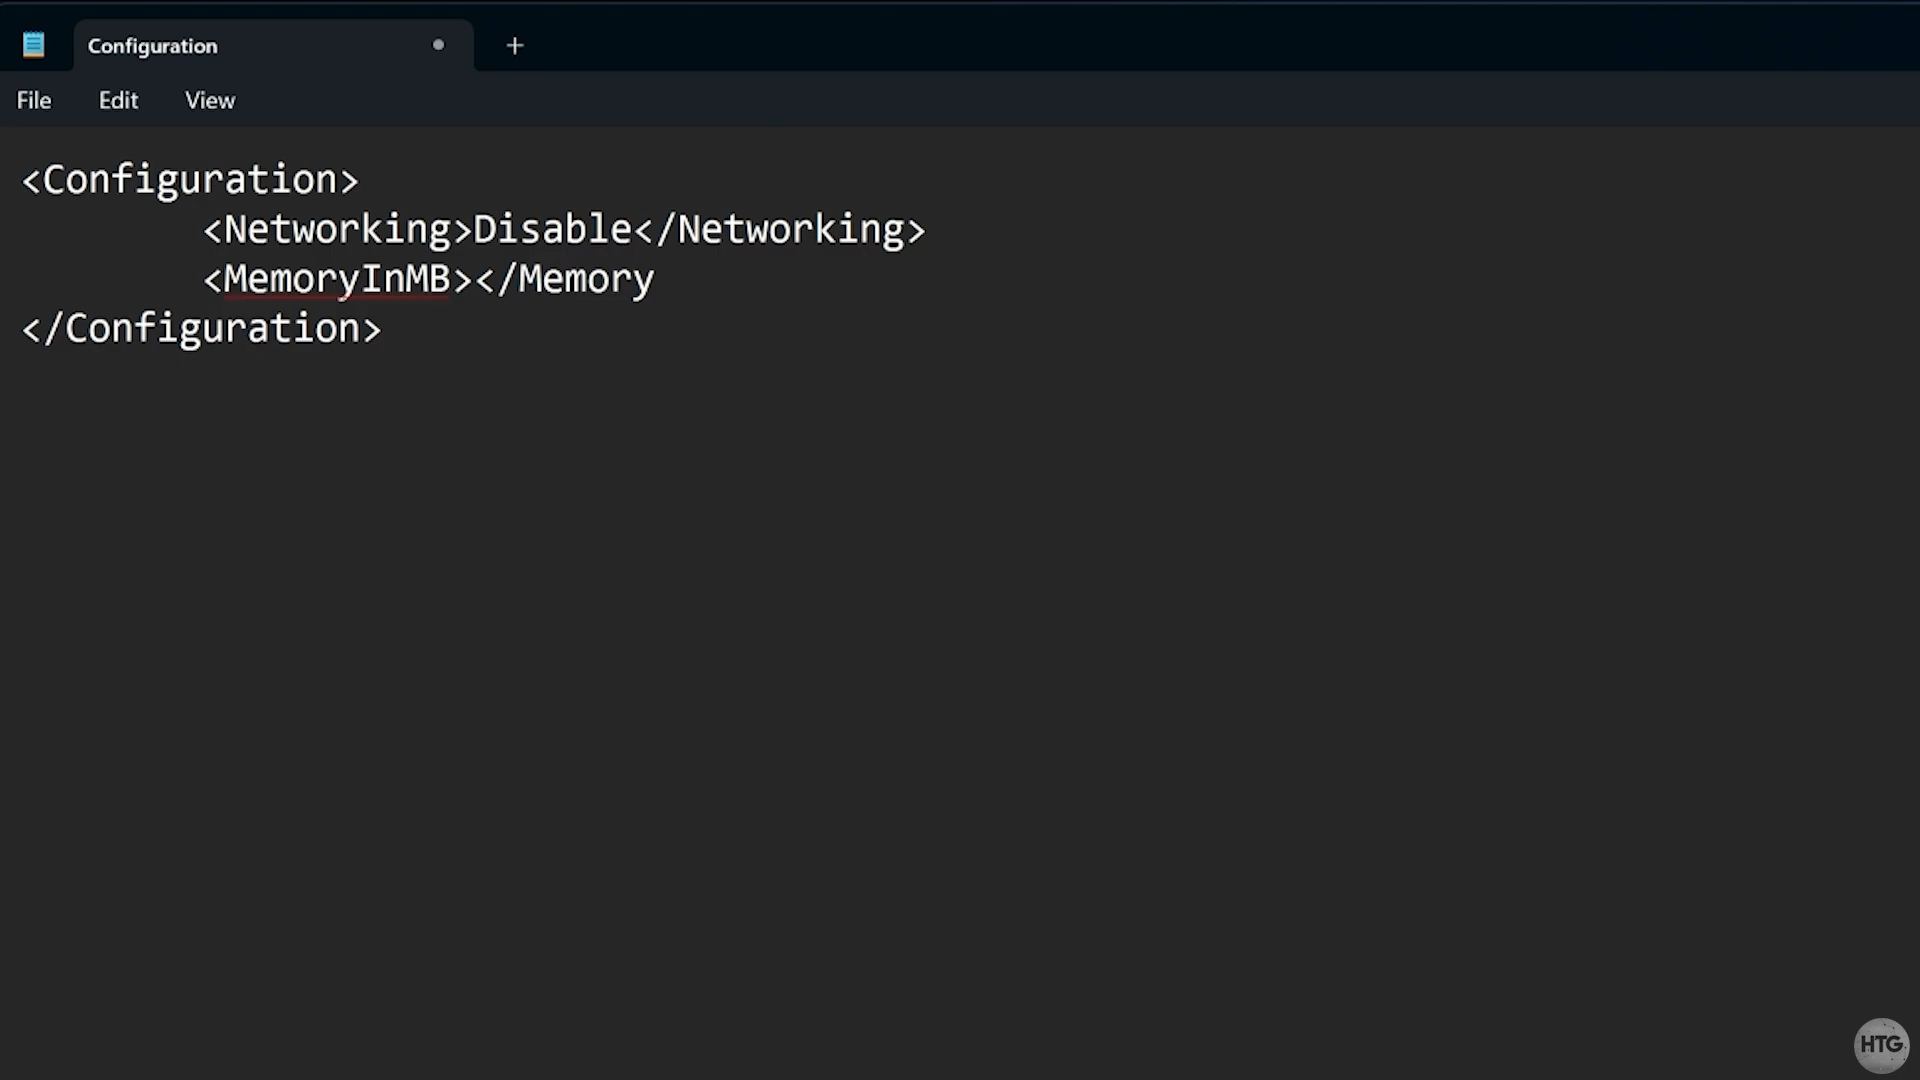 Configuration
File Edit View
<Configuration>
<Networking>Disable</Networking>
<MemoryInMB></Memory
</Configuration>
HTG